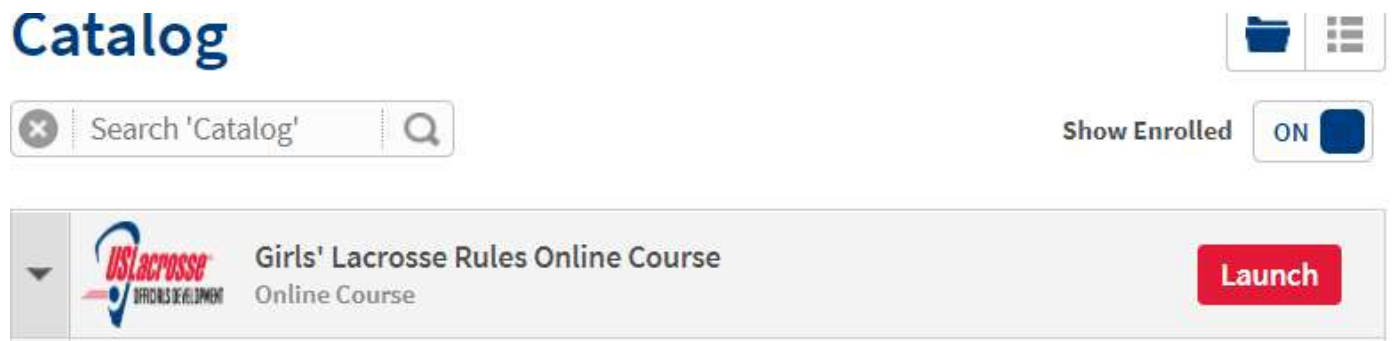 Catalog
Search 'Catalog'
Show Enrolled ON
USLacrosse
OFFICIALS DEVELOPMENT
Girls' Lacrosse Rules Online Course
Online Course
Launch